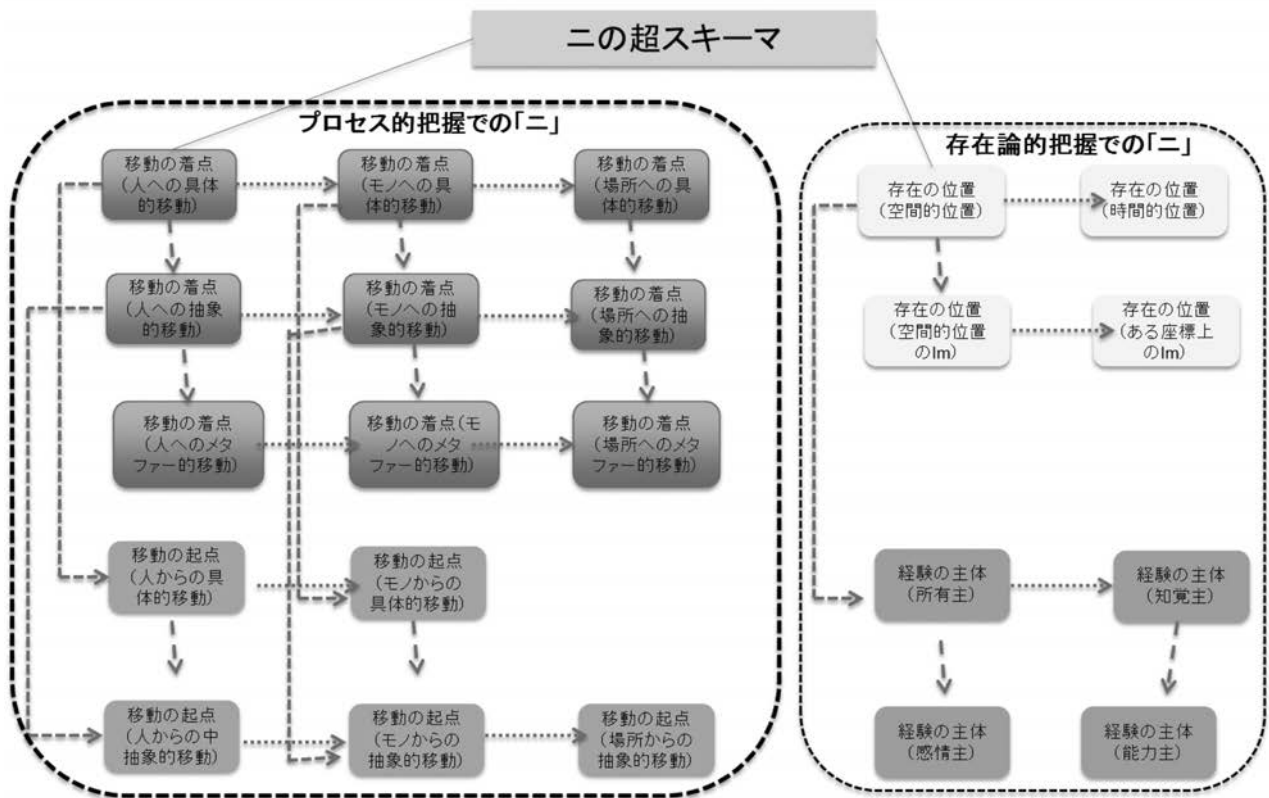 ニの超スキーマ
プロセス的把握での「ニ」
移動の着点
(人への具体
的移動)
移動の着点
(モノへの具
体的移動)
移動の着点
(場所への具
体的移動)
移動の着点
(人への抽象
的移動)
移動の着点
(モノへの抽
象的移動)
移動の着点
(場所への抽
象的移動)
移動の着点
(人へのメタ
ファー的移動)
移動の着点(モ
ノへのメタ
ファー的移動)
移動の着点
(場所へのメタ
ファー的移動)
移動の起点
(人からの具
体的移動)
移動の起点
(モノからの
具体的移動)
移動の起点
(人からの中
抽象的移動)
移動の起点
(モノからの
抽象的移動)
移動の起点
(場所からの
抽象的移動)
存在論的把握での「ニ」
存在の位置
(空間的位置)
存在の位置
(時間的位置)
存在の位置
(空間的位置
のlm)
存在の位置
(ある座標上
のlm)
経験の主体
(所有主)
経験の主体
(知覚主)
経験の主体
(感情主)
経験の主体
(能力主)